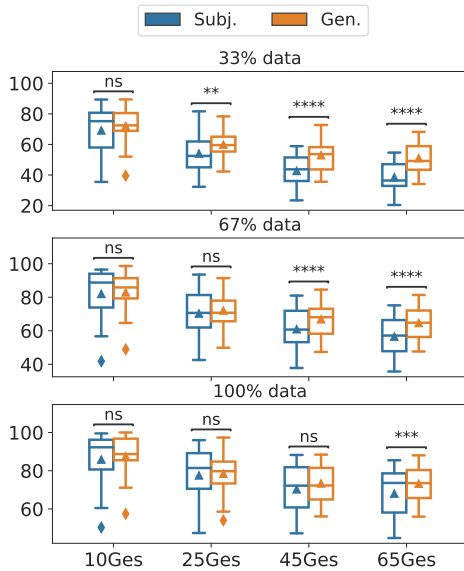 Subj. Gen.
33% data
100
80
60
40
20
ns ** **** ****
67% data
100
80
60
40
ns ns **** ****
100% data
100
80
60
ns ns ns ***
10Ges 25Ges 45Ges 65Ges